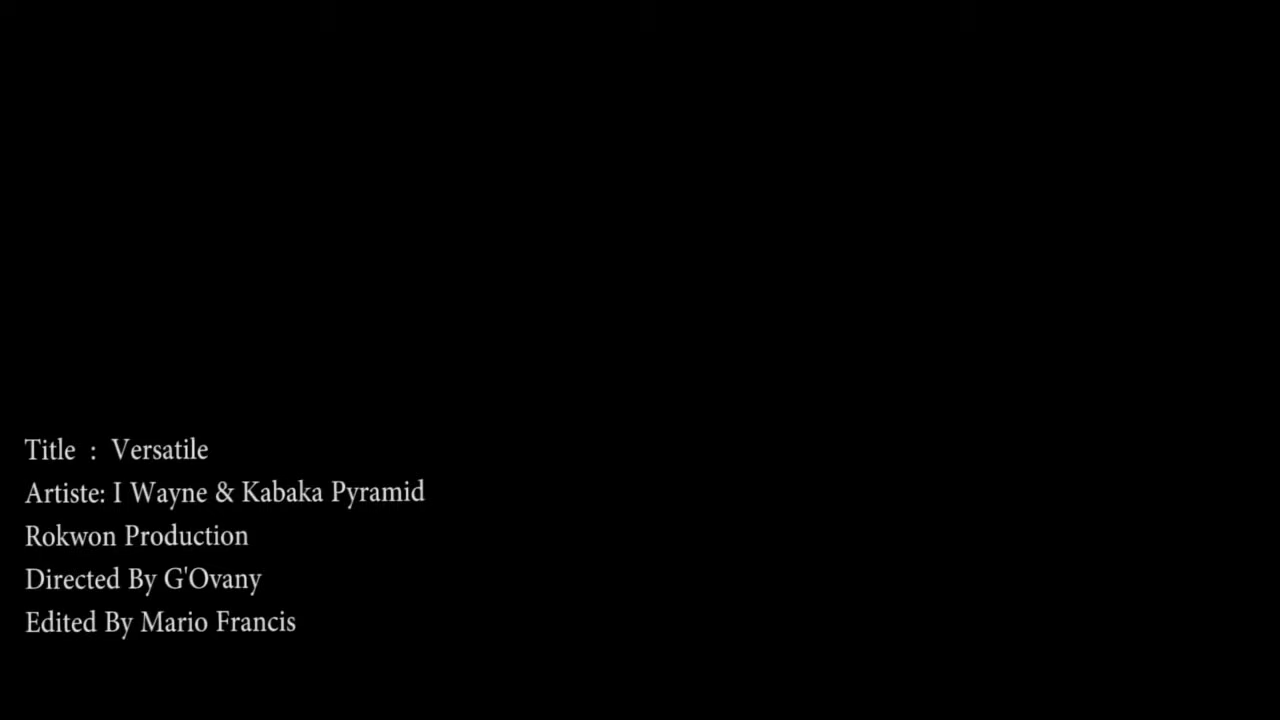 Title : Versatile
Artiste: I Wayne & Kabaka Pyramid
Rokwon Production
Directed By G'Ovany
Edited By Mario Francis